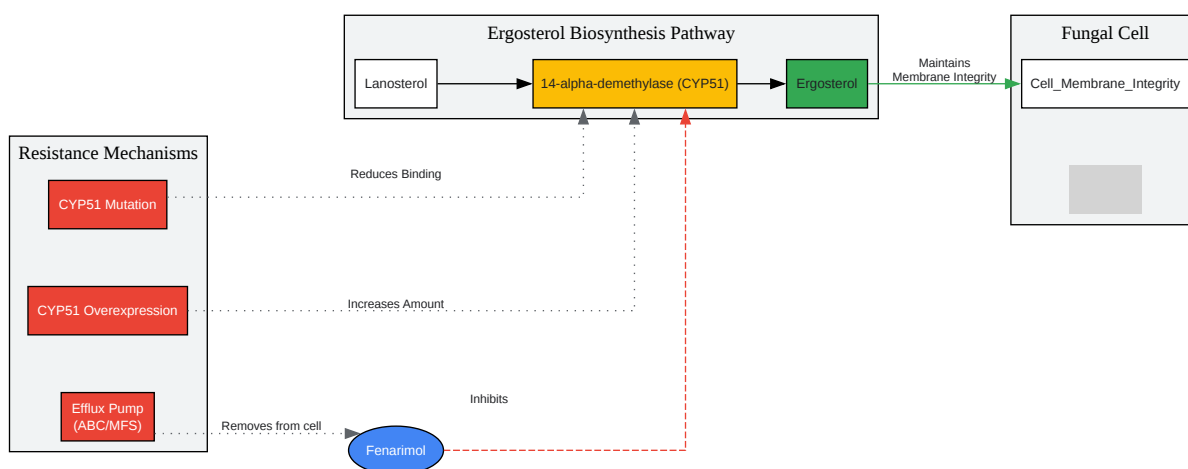 Ergosterol Biosynthesis Pathway
Fungal Cell
Lanosterol
14-alpha-demethylase (CYP51)
Ergosterol
Maintains
Membrane Integrity
Cell_Membrane_Integrity
Resistance Mechanisms
CYP51 Mutation
Reduces Binding
CYP51 Overexpression
Increases Amount
Efflux Pump
(ABC/MFS)
Removes from cell
Inhibits
Fenarimol